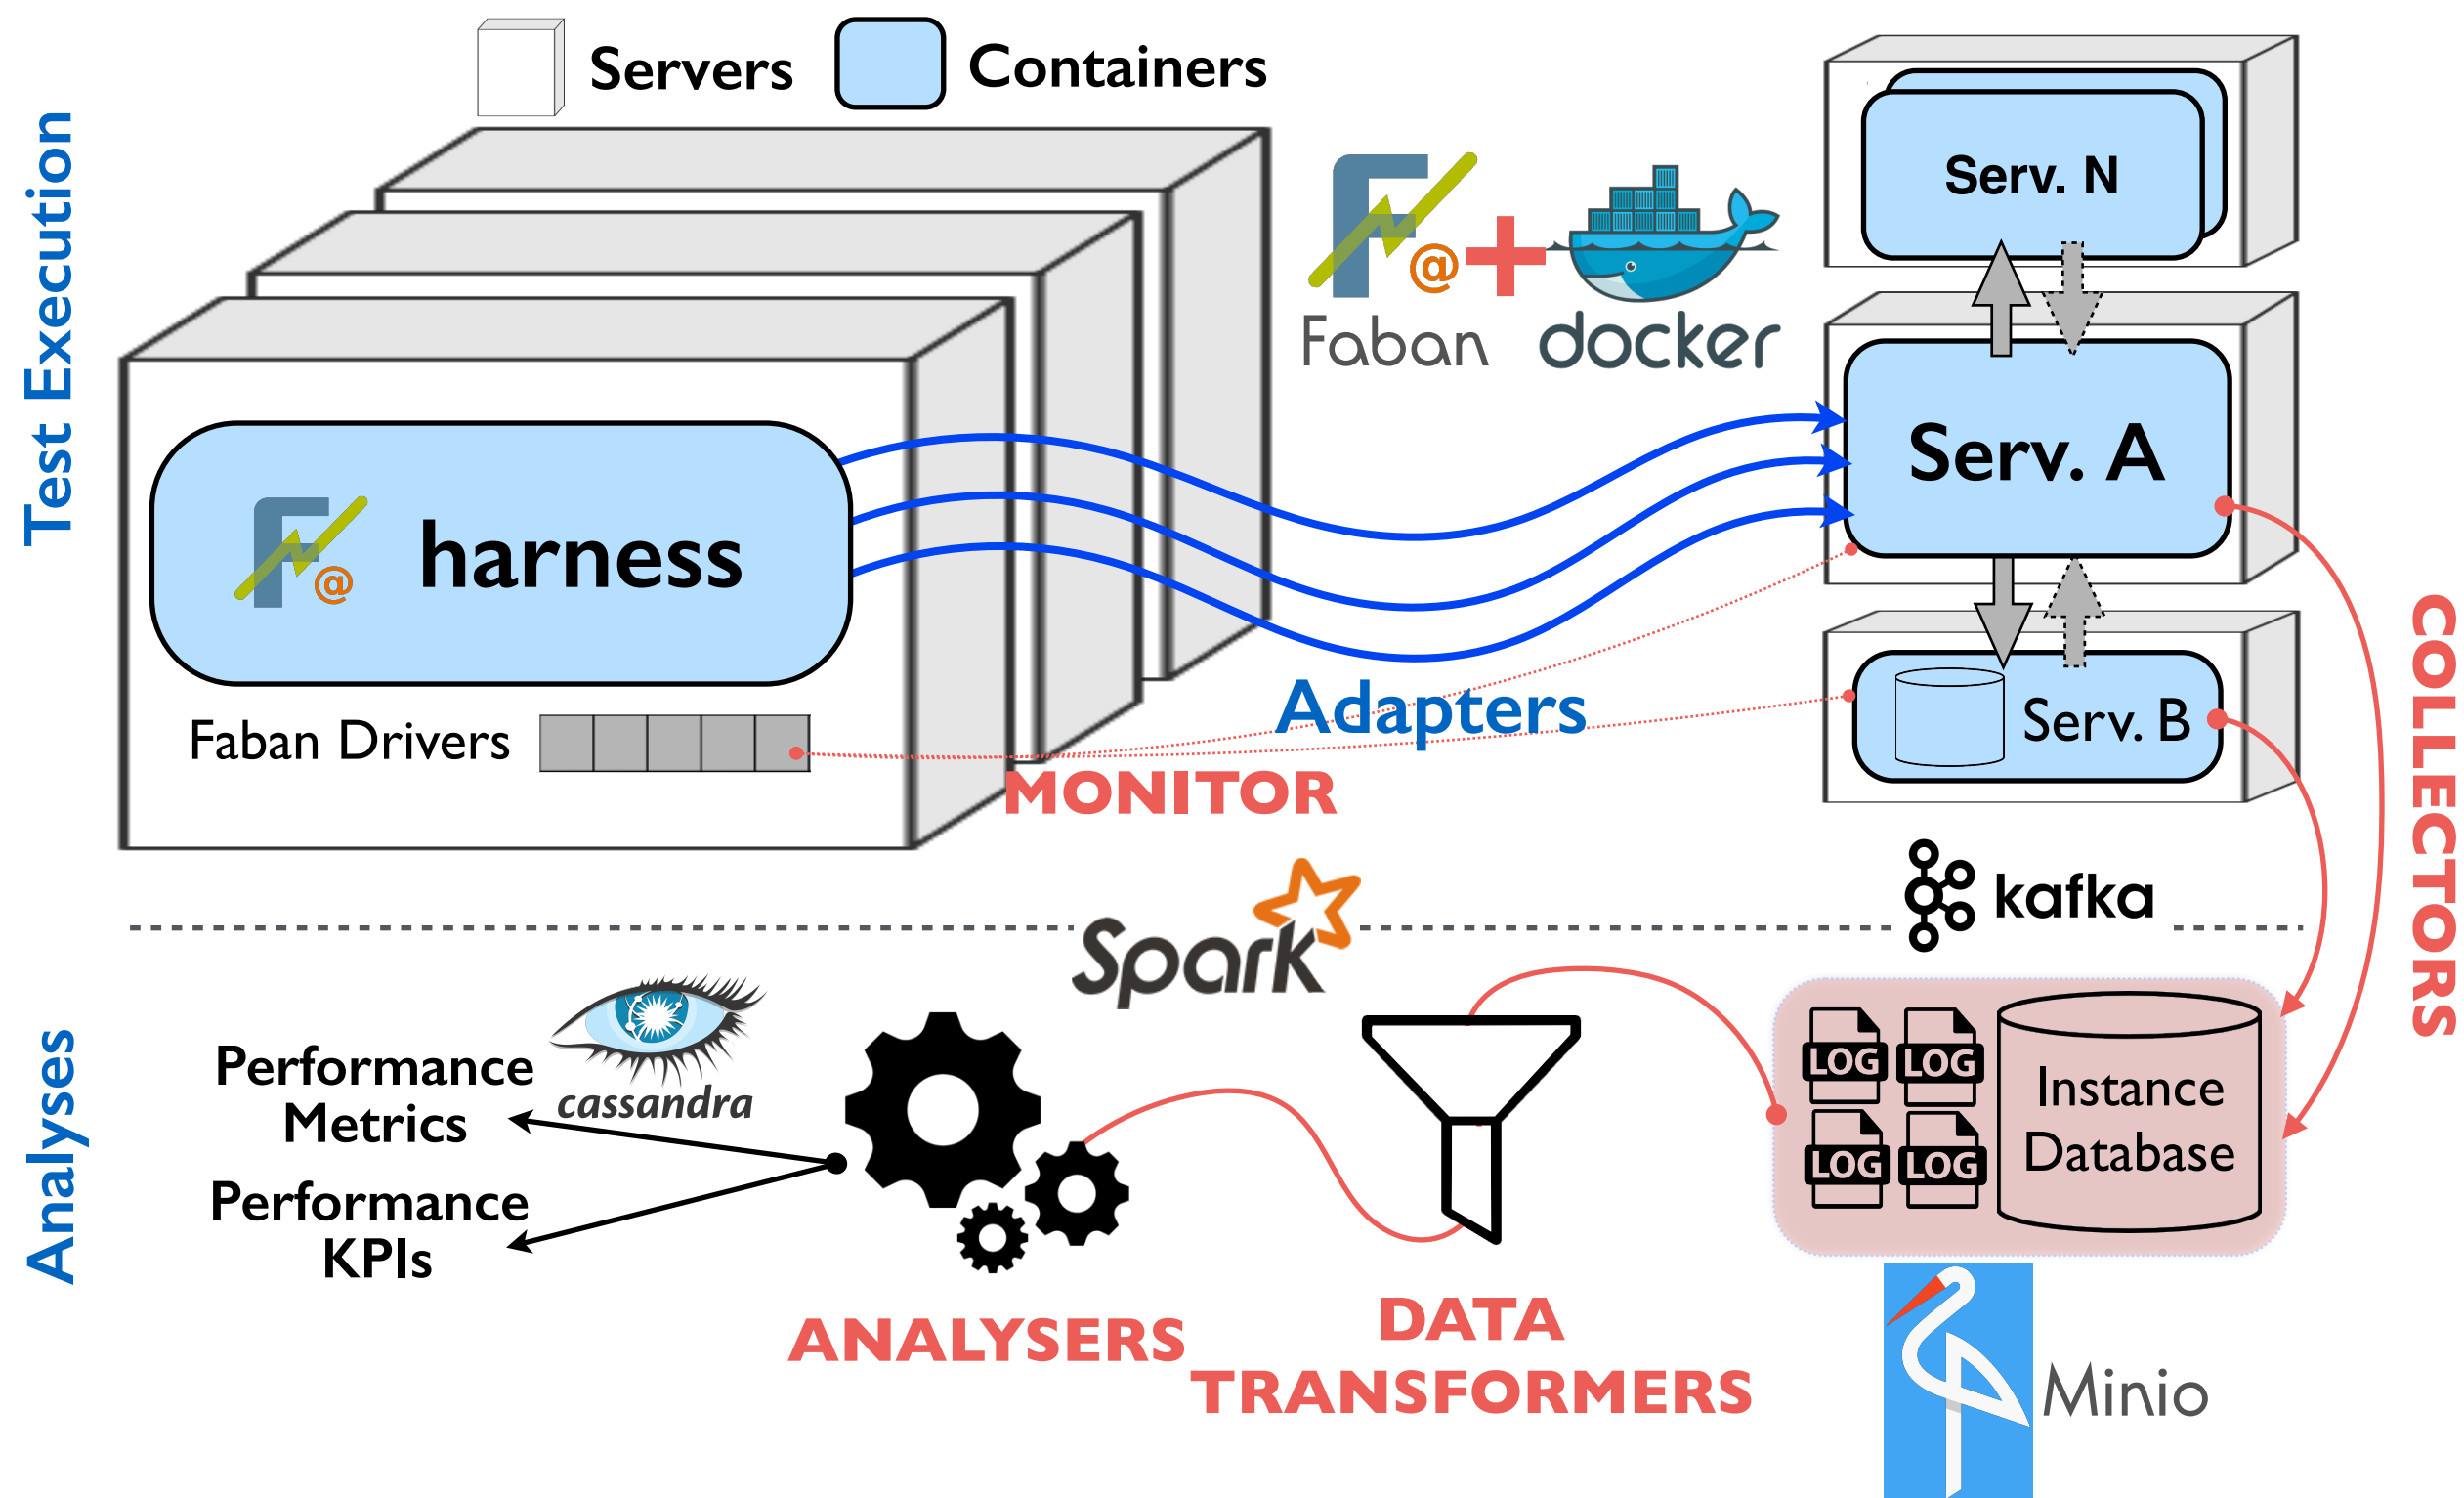 Servers
Containers
Test Execution
Serv. N
@
Faban
docker
Serv. A
@
harness
Adapters
Faban Drivers
Serv. B
MONITOR
COLLECTORS
kafka
Spark
Analyses
cassandra
Performance
Metrics
Performance
KPIs
LOG
LOG
LOG
LOG
Instance
Database
ANALYSERS
DATA
TRANSFORMERS
Minio